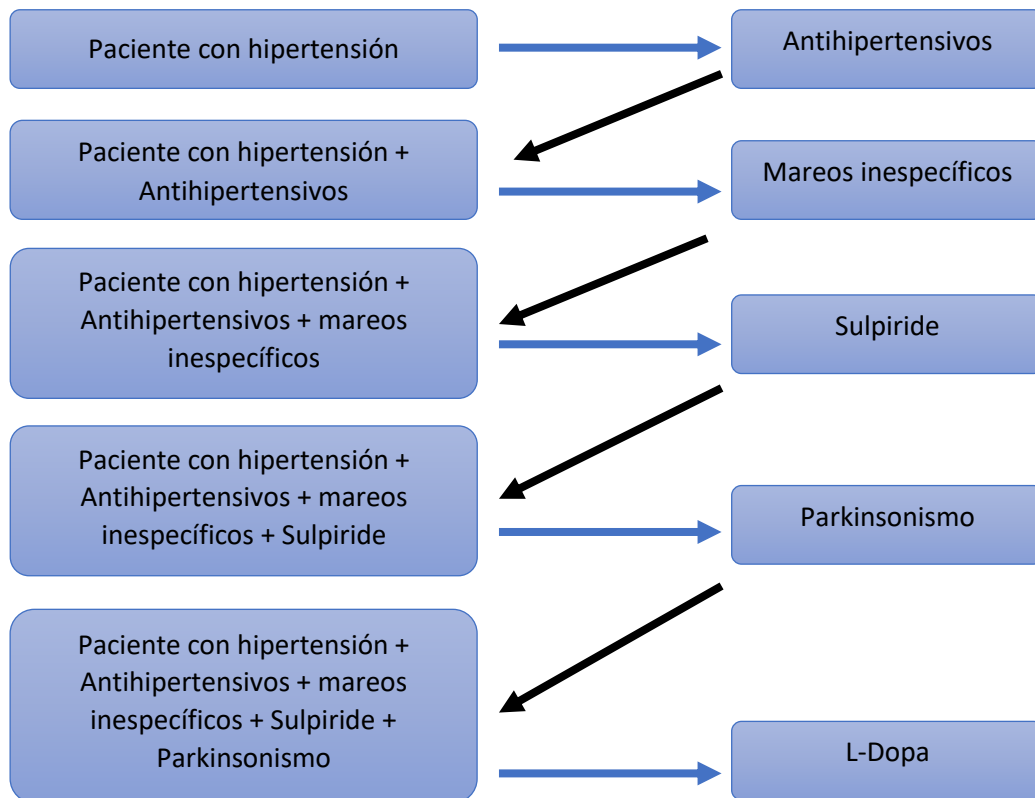 Paciente con hipertensión
Antihipertensivos
Paciente con hipertensión +
Antihipertensivos
Mareos inespecíficos
Paciente con hipertensión +
Antihipertensivos + mareos
inespecíficos
Sulpiride
Paciente con hipertensión +
Antihipertensivos + mareos
inespecíficos + Sulpiride
Parkinsonismo
Paciente con hipertensión +
Antihipertensivos + mareos
inespecíficos + Sulpiride +
Parkinsonismo
L-Dopa